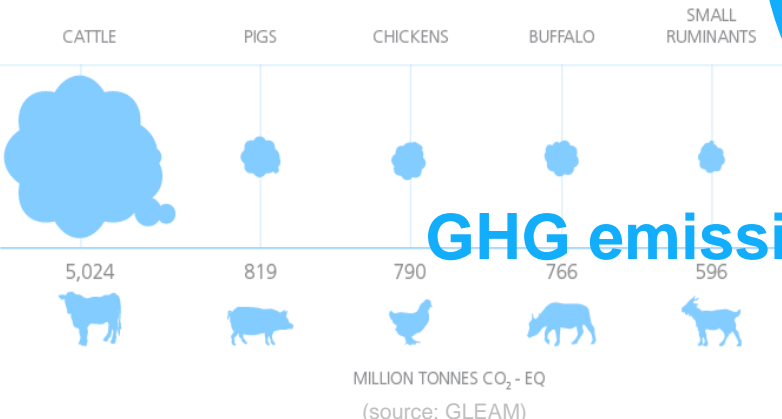 CATTLE PIGS CHICKENS BUFFALO SMALL RUMINANTS
GHG emissi
5,024 819 790 766 596
MILLION TONNES CO2 - EQ
(source: GLEAM)